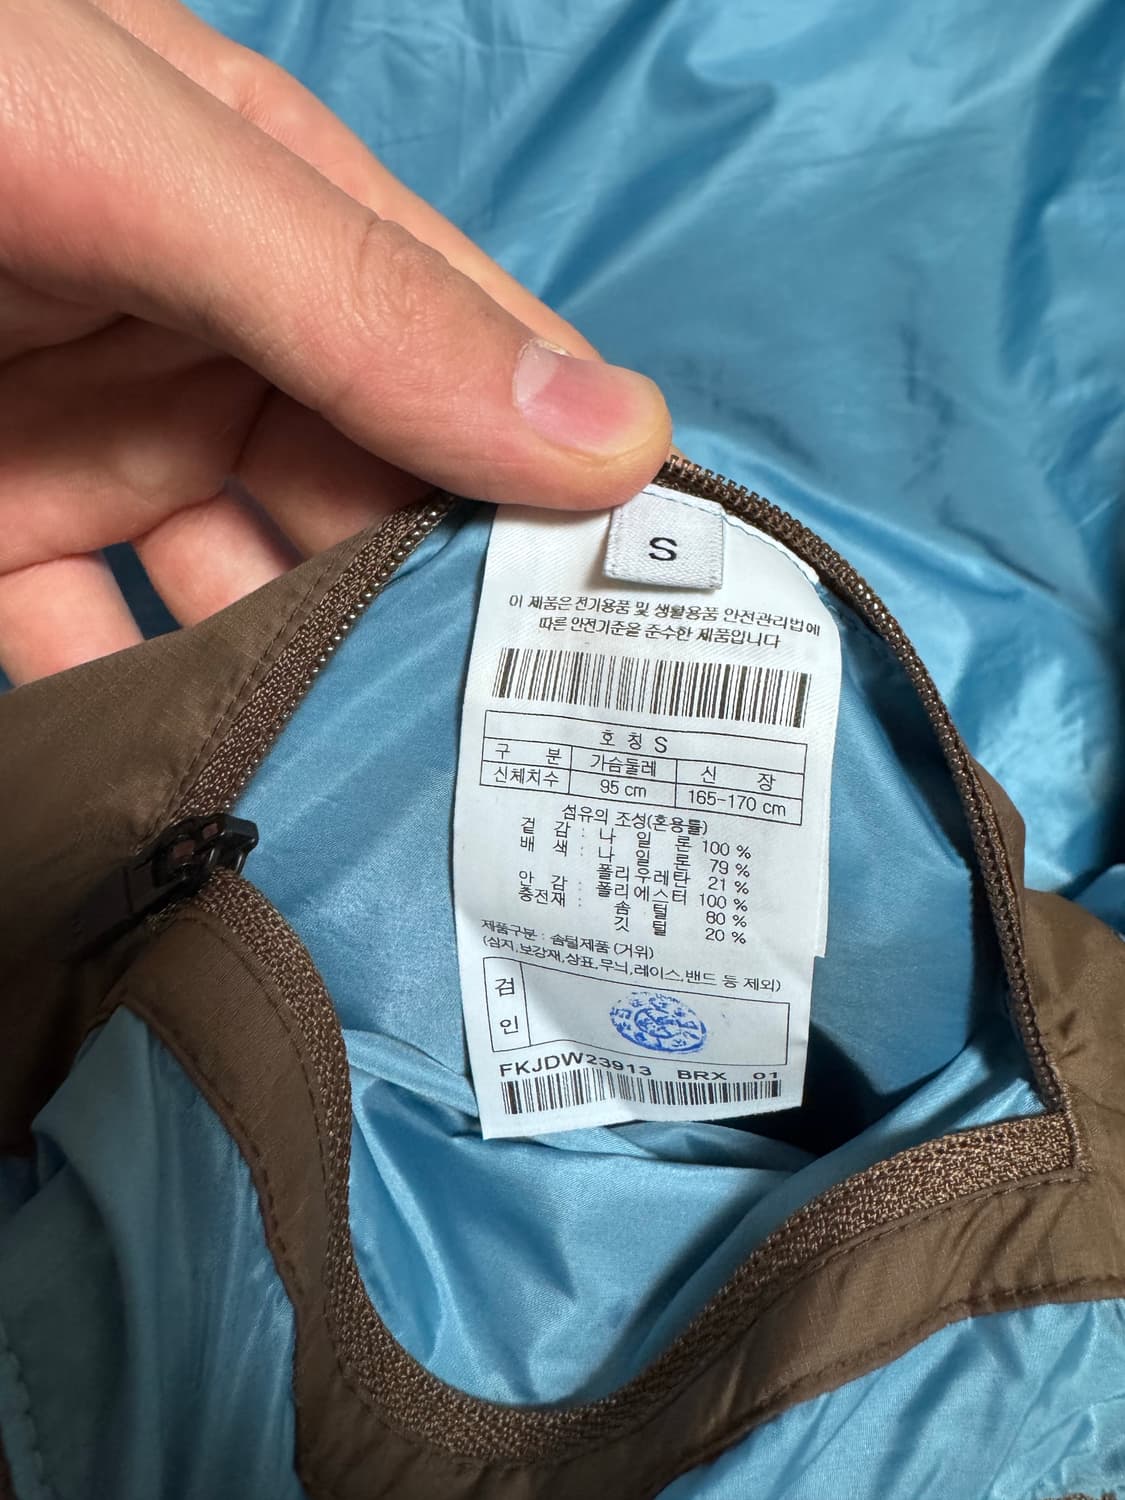 S
이 제품은 전기용품 및 생활용품 안전관리법에
따른 안전기준을 준수한 제품입니다
호 칭 S
구 분 가슴둘레 신 장
신체치수 95 cm 165-170 cm
섬유의 조성(혼용률)
겉 감 : 나 일 론 100 %
배 색 : 나 일 론 79 %
폴리우레탄 21 %
안 감 : 폴리에스터 100 %
충전재 : 솜 털 80 %
깃 털 20 %
제품구분 : 솜털제품 (거위)
(심지,보강재,상표,무늬,레이스,밴드 등 제외)
검
인
FKJDW23913 BRX 01